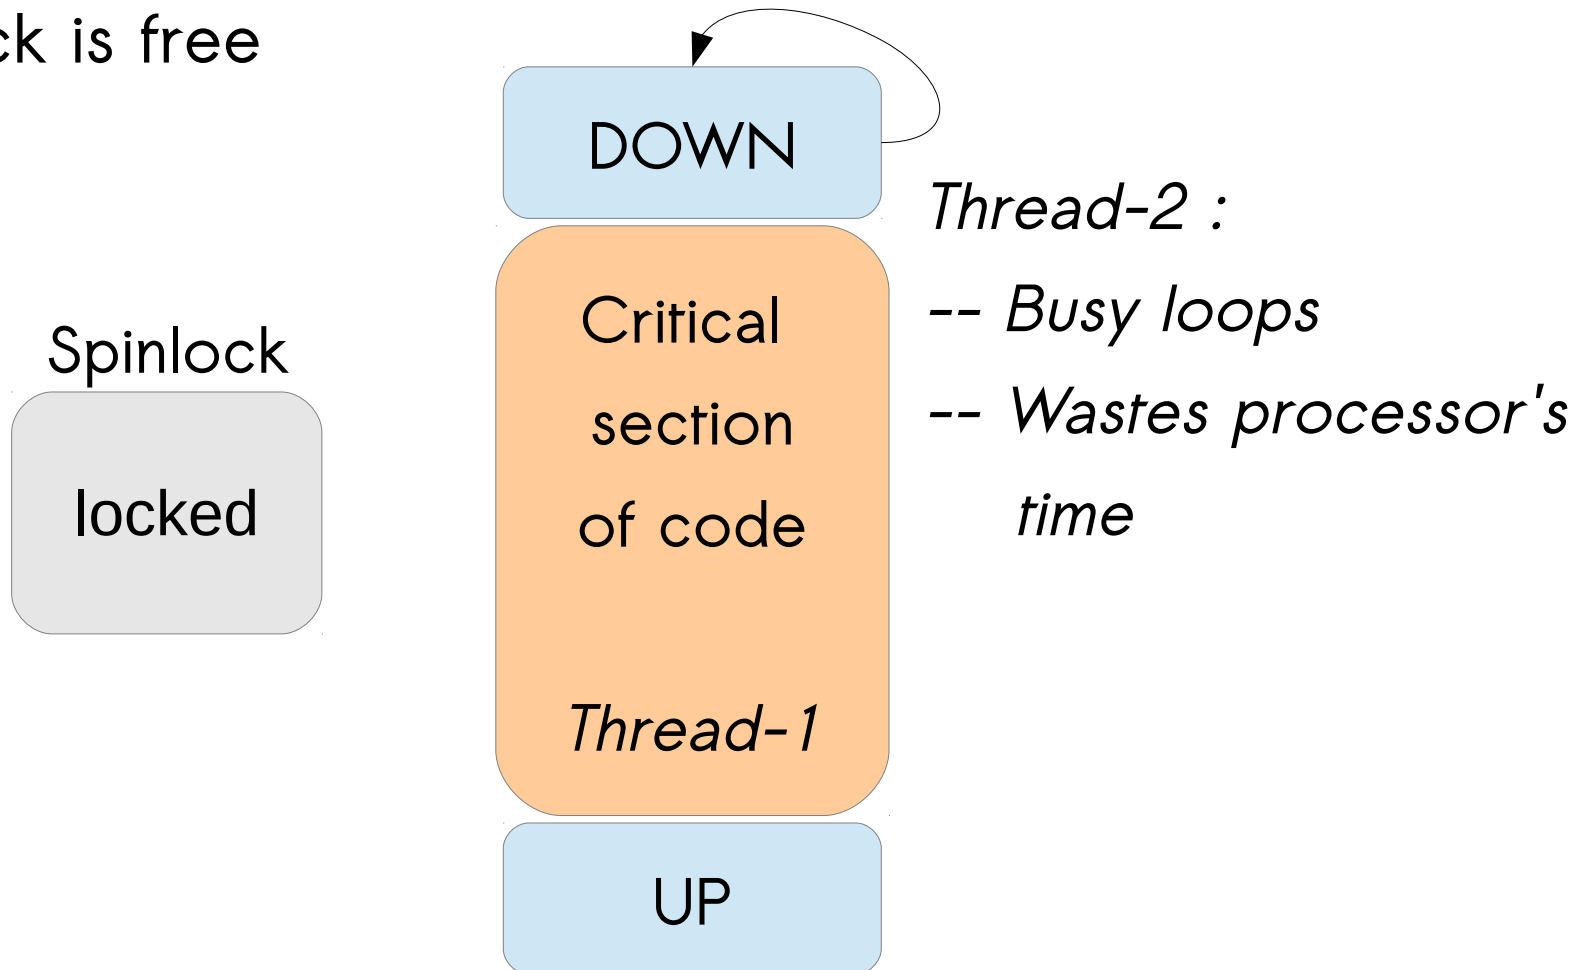 ck is free
DOWN
Thread-2 :
-- Busy loops
-- Wastes processor's
time
Spinlock
locked
Critical
section
of code
Thread-1
UP